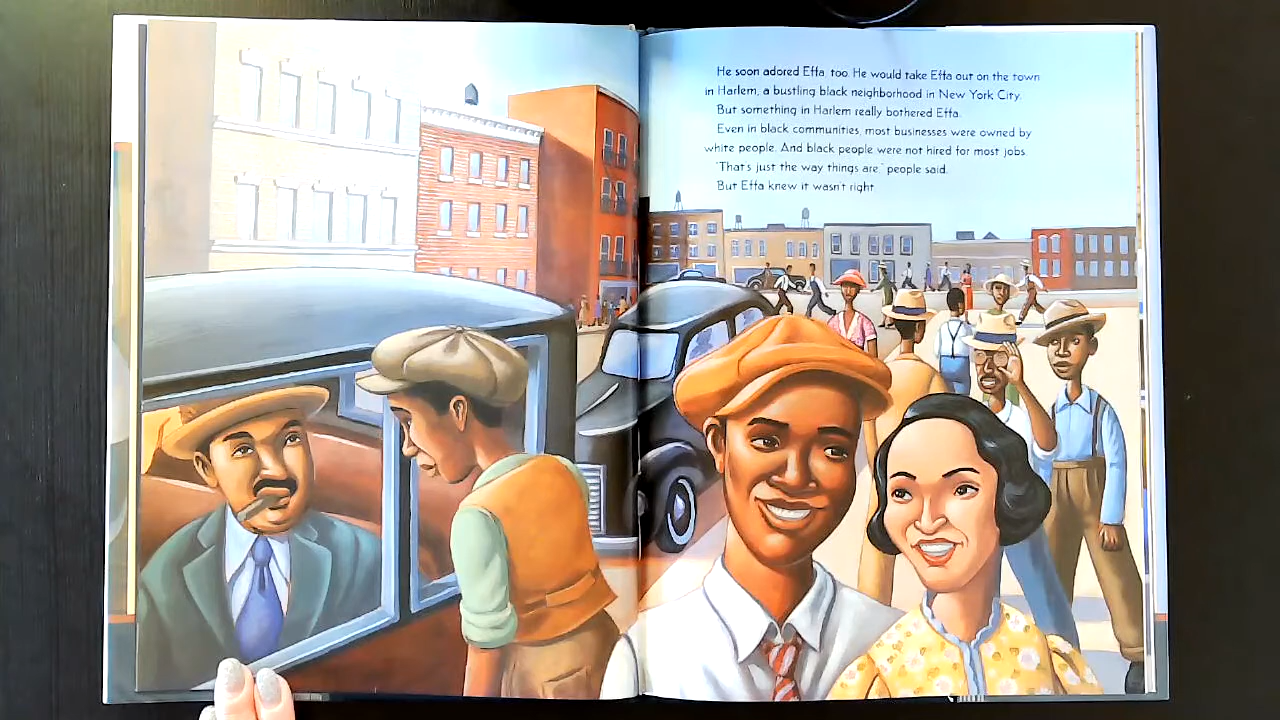 He soon adored Effa, too. He would take Effa out on the town
in Harlem, a bustling black neighborhood in New York City.
But something in Harlem really bothered Effa.
Even in black communities, most businesses were owned by
white people. And black people were not hired for most jobs.
"That's just the way things are," people said.
But Effa knew it wasn't right.